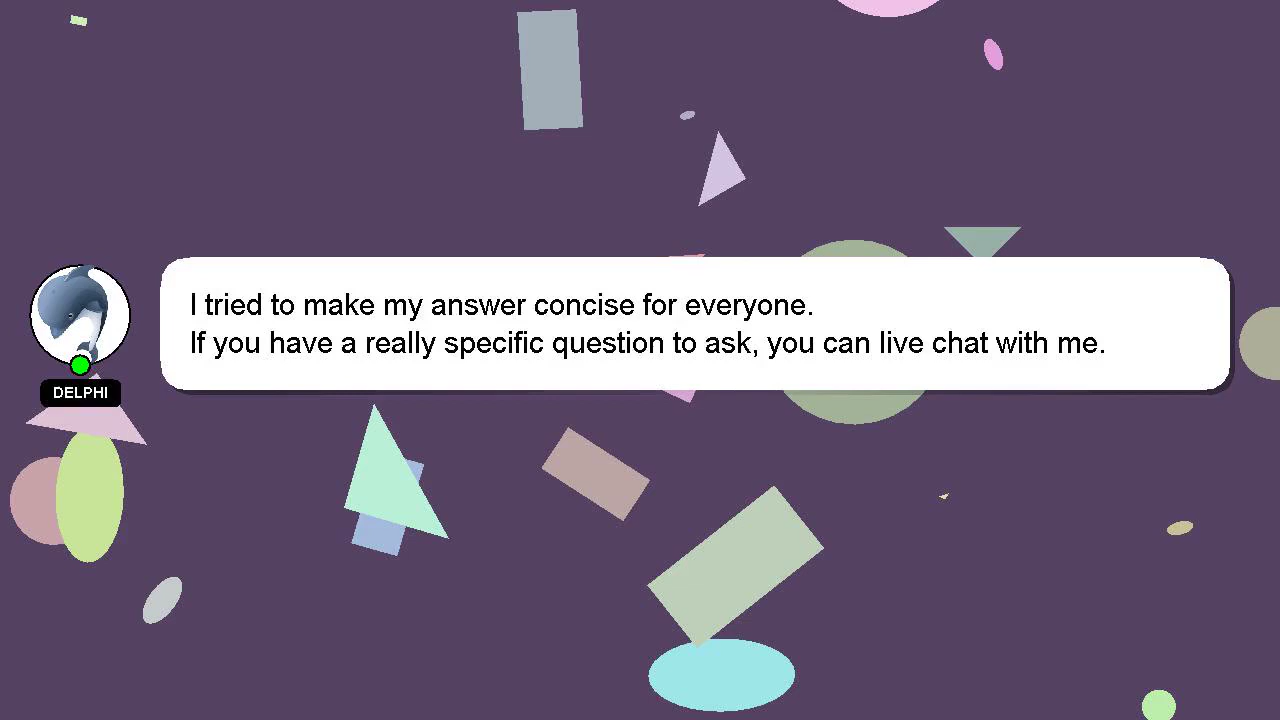 I tried to make my answer concise for everyone.
If you have a really specific question to ask, you can live chat with me.
DELPHI